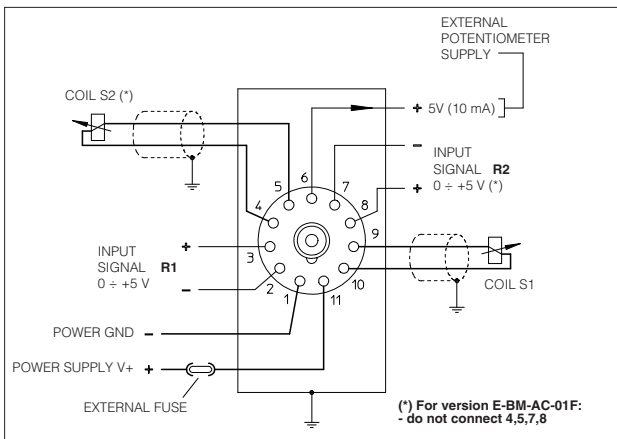 EXTERNAL
POTENTIOMETER
SUPPLY
COIL S2 (*)
+ 5V (10 mA)
-
INPUT
SIGNAL R2
0 ÷ +5 V (*)
+
6
5
7
4
8
3
9
2
10
1
11
+
INPUT
SIGNAL R1
0 ÷ +5 V
-
COIL S1
POWER GND -
POWER SUPPLY V+ +
EXTERNAL FUSE
(*) For version E-BM-AC-01F:
- do not connect 4,5,7,8